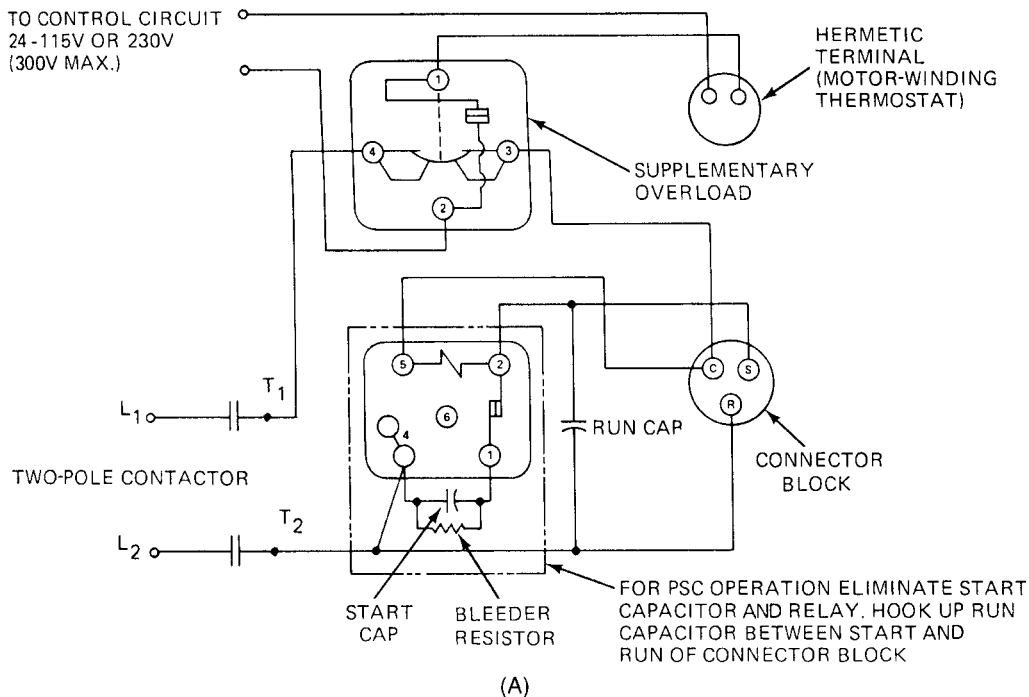 TO CONTROL CIRCUIT
24-115V OR 230V
(300V MAX.)
HERMETIC
TERMINAL
(MOTOR-WINDING
THERMOSTAT)
1
4
3
2
SUPPLEMENTARY
OVERLOAD
5
2
6
4
1
C
S
R
T1
L1
RUN CAP
CONNECTOR
BLOCK
TWO-POLE CONTACTOR
T2
L2
START
CAP
BLEEDER
RESISTOR
FOR PSC OPERATION ELIMINATE START
CAPACITOR AND RELAY. HOOK UP RUN
CAPACITOR BETWEEN START AND
RUN OF CONNECTOR BLOCK
(A)